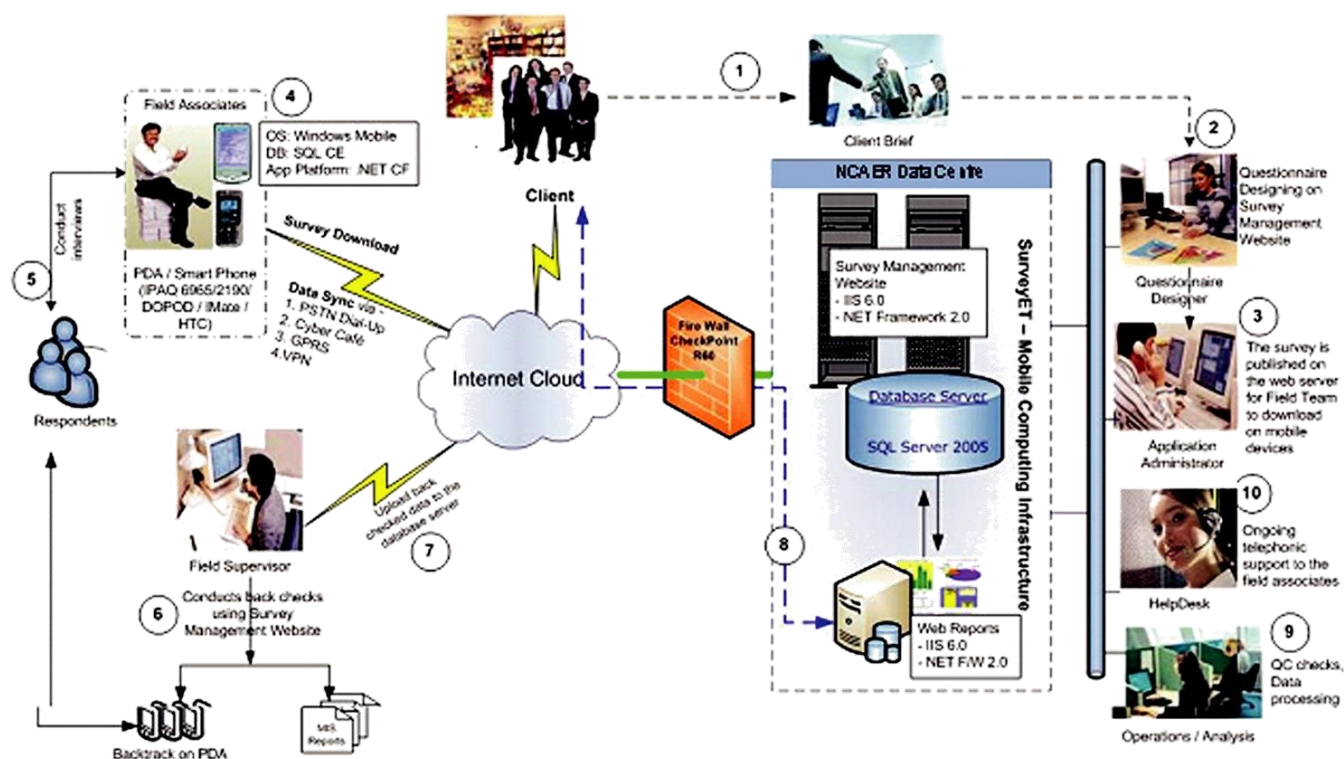 1
Client Brief
Client
4
Field Associates
OS: Windows Mobile
DB: SQL CE
App Platform: .NET CF
PDA / Smart Phone
(IPAQ 6965/2190/
DOPOD / IMate /
HTC)
Conduct
interviews
5
Respondents
Survey Download
Data Sync via -
1. PSTN Dial-Up
2. Cyber Café
3. GPRS
4.VPN
Internet Cloud
Fire Wall
CheckPoint
R60
NCAER Data Centre
Survey Management
Website
- IIS 6.0
- .NET Framework 2.0
Database Server
SQL Server 2005
SurveyET – Mobile Computing Infrastructure
8
Web Reports
- IIS 6.0
- NET F/W 2.0
2
Questionnaire
Designing on
Survey
Management
Website
Questionnaire
Designer
3
The survey is
published on
the web server
for Field Team
to download
on mobile
devices
Application
Administrator
10
Ongoing
telephonic
support to the
field associates
HelpDesk
9
QC checks,
Data
processing
Operations / Analysis
Field Supervisor
Upload back
checked data to the
database server
7
6
Conducts back checks
using Survey
Management Website
Backtrack on PDA
MIS
Reports